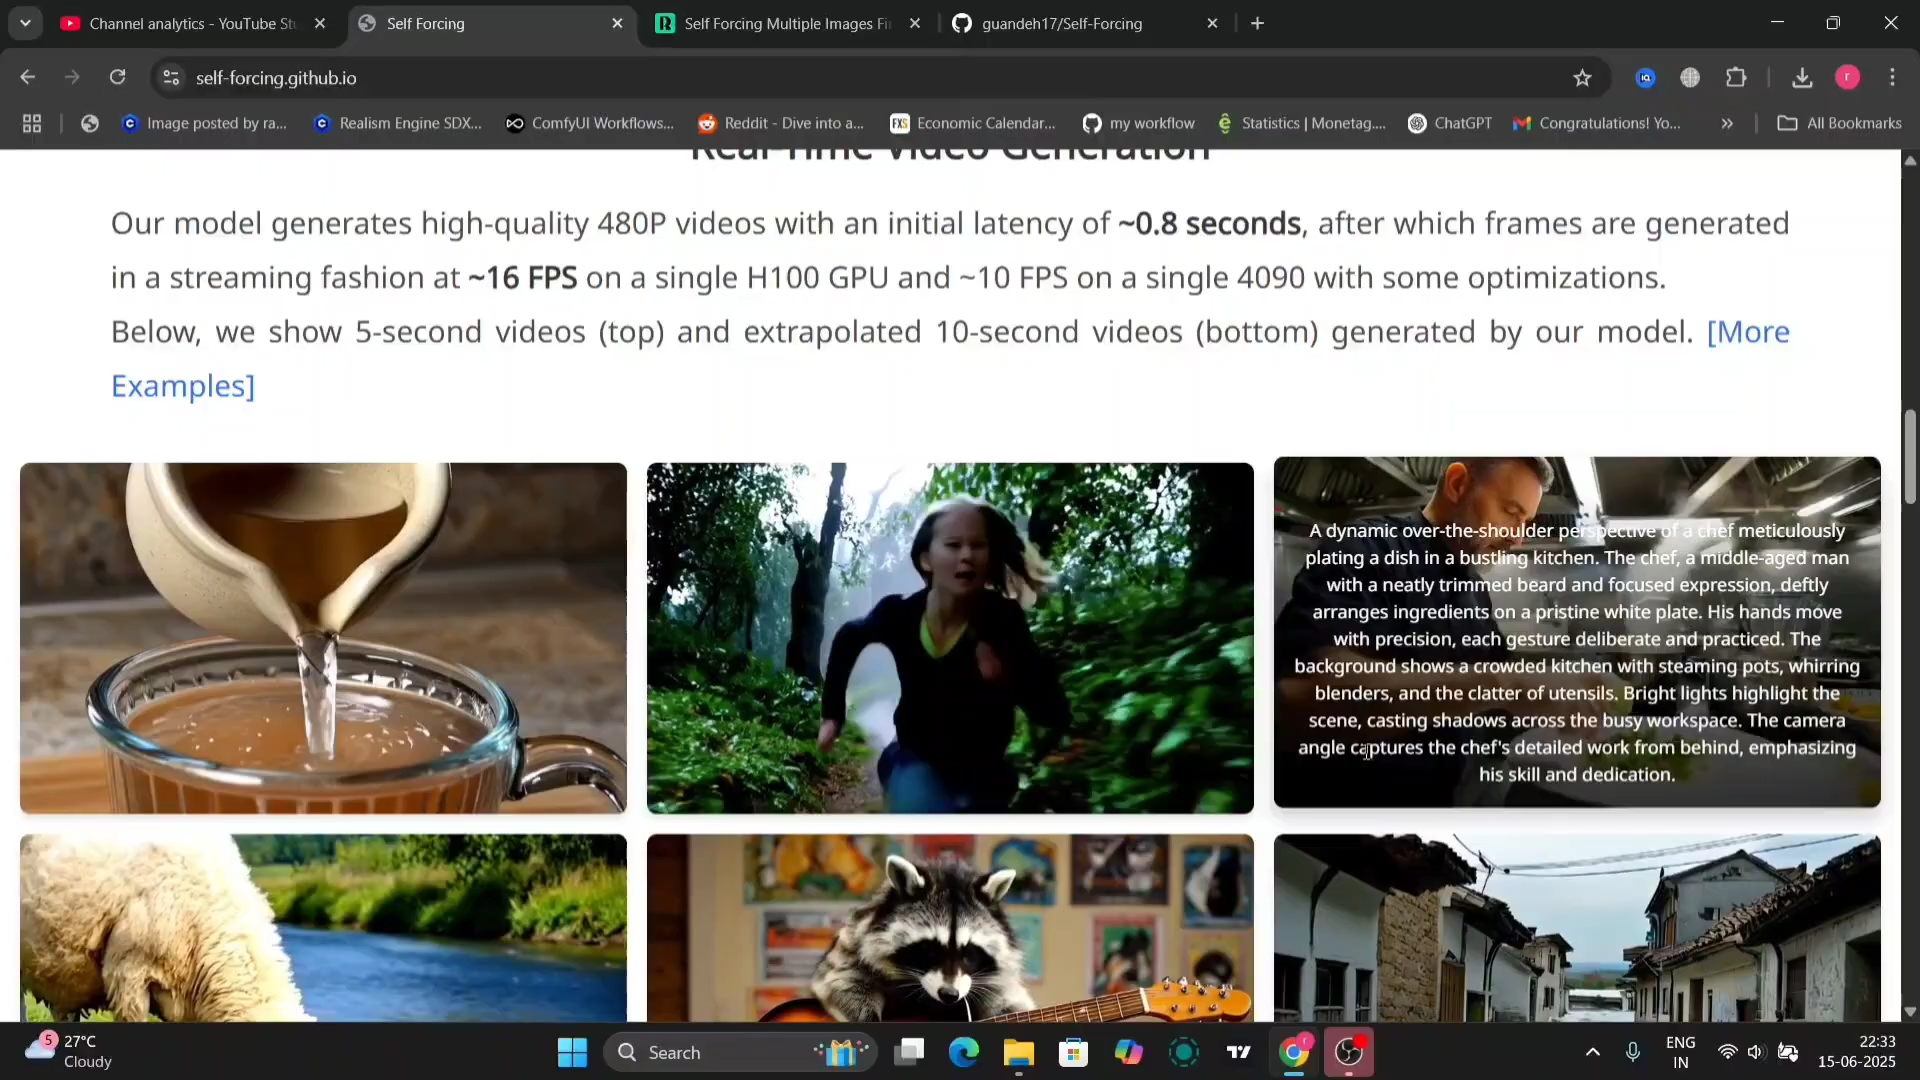 Channel analytics - YouTube Stu
Self Forcing
Self Forcing Multiple Images Fi
guandeh17/Self-Forcing
self-forcing.github.io
r
Image posted by ra...
Realism Engine SDX...
ComfyUI Workflows...
Reddit - Dive into a...
FXS
Economic Calendar...
my workflow
Statistics | Monetag....
ChatGPT
Congratulations! Yo...
»
All Bookmarks
Real-Time Video Generation
Our model generates high-quality 480P videos with an initial latency of ~0.8 seconds, after which frames are generated
in a streaming fashion at ~16 FPS on a single H100 GPU and ~10 FPS on a single 4090 with some optimizations.
Below, we show 5-second videos (top) and extrapolated 10-second videos (bottom) generated by our model. [More
Examples]
A dynamic over-the-shoulder perspective of a chef meticulously
plating a dish in a bustling kitchen. The chef, a middle-aged man
with a neatly trimmed beard and focused expression, deftly
arranges ingredients on a pristine white plate. His hands move
with precision, each gesture deliberate and practiced. The
background shows a crowded kitchen with steaming pots, whirring
blenders, and the clatter of utensils. Bright lights highlight the
scene, casting shadows across the busy workspace. The camera
angle captures the chef's detailed work from behind, emphasizing
his skill and dedication.
5
27°C
Cloudy
Search
ENG
IN
22:33
15-06-2025